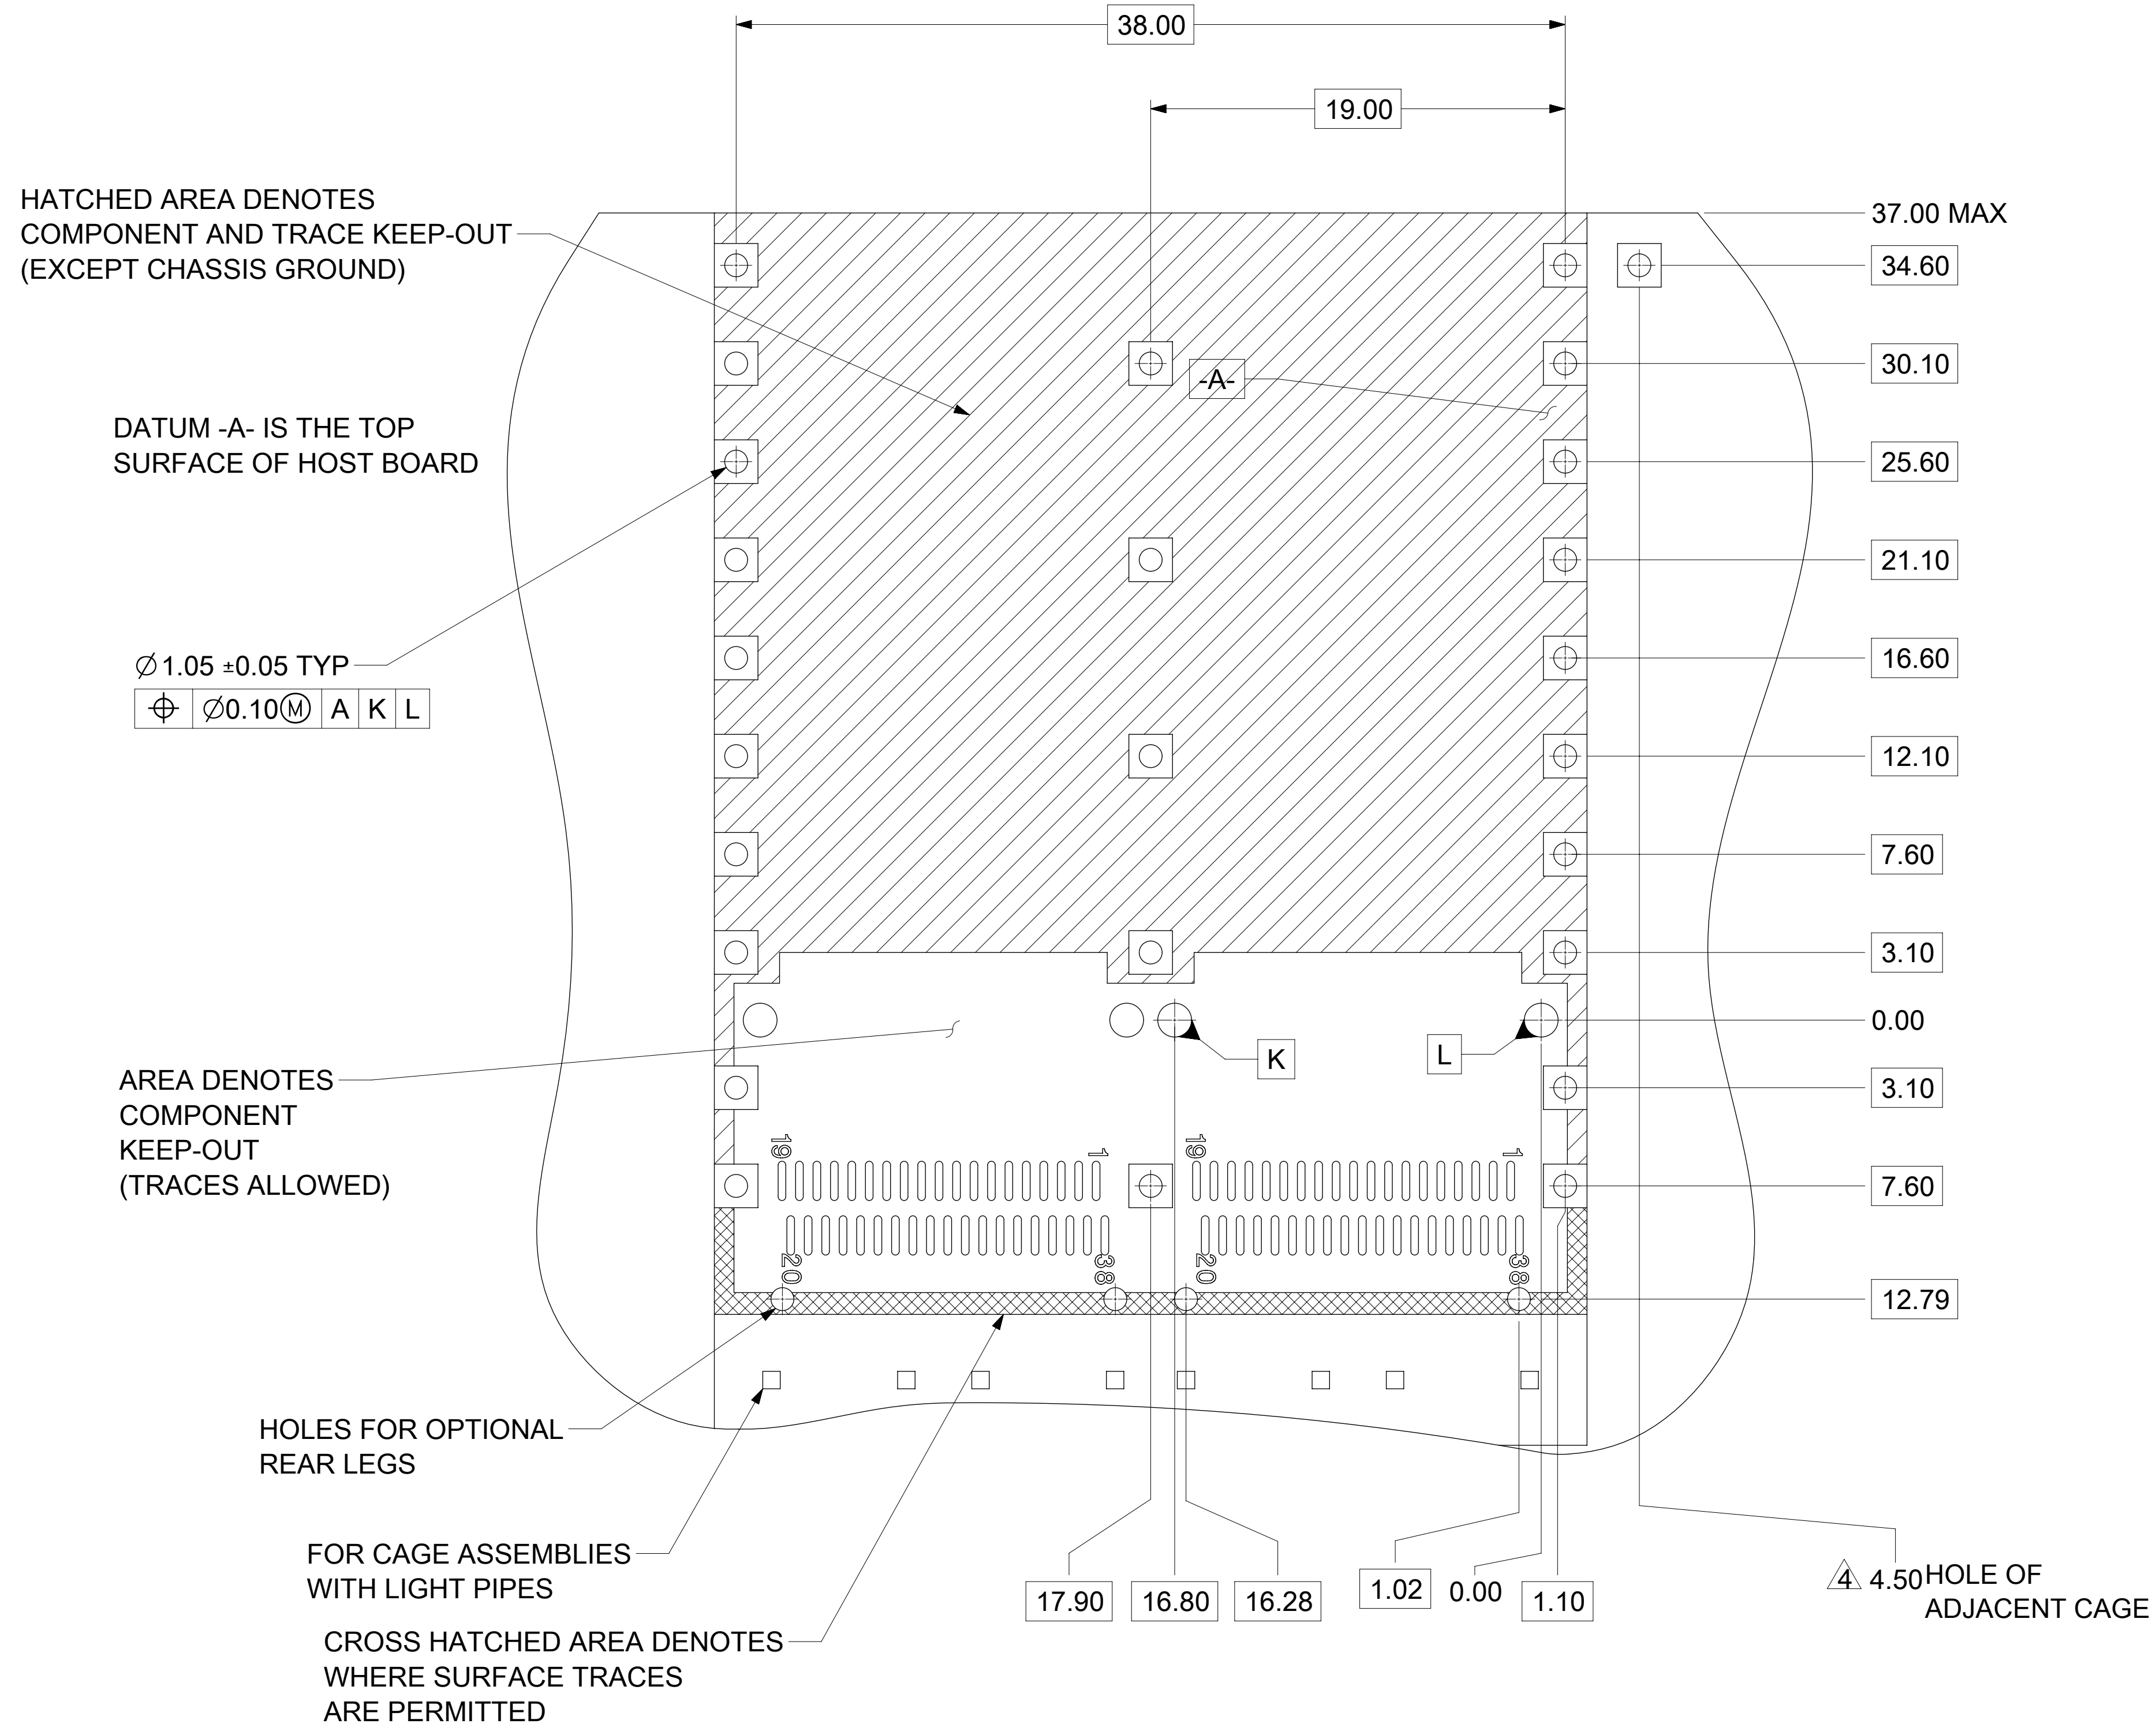 38.00
19.00
HATCHED AREA DENOTES
COMPONENT AND TRACE KEEP-OUT
(EXCEPT CHASSIS GROUND)
37.00 MAX
34.60
30.10
-A-
DATUM -A- IS THE TOP
SURFACE OF HOST BOARD
25.60
21.10
Ø1.05 ±0.05 TYP
⌖ Ø0.10Ⓜ A K L
16.60
12.10
7.60
3.10
0.00
K
L
AREA DENOTES
COMPONENT
KEEP-OUT
(TRACES ALLOWED)
3.10
19
1
19
1
7.60
20
38
20
38
12.79
HOLES FOR OPTIONAL
REAR LEGS
FOR CAGE ASSEMBLIES
WITH LIGHT PIPES
CROSS HATCHED AREA DENOTES
WHERE SURFACE TRACES
ARE PERMITTED
17.90
16.80
16.28
1.02
0.00
1.10
4 4.50 HOLE OF
ADJACENT CAGE